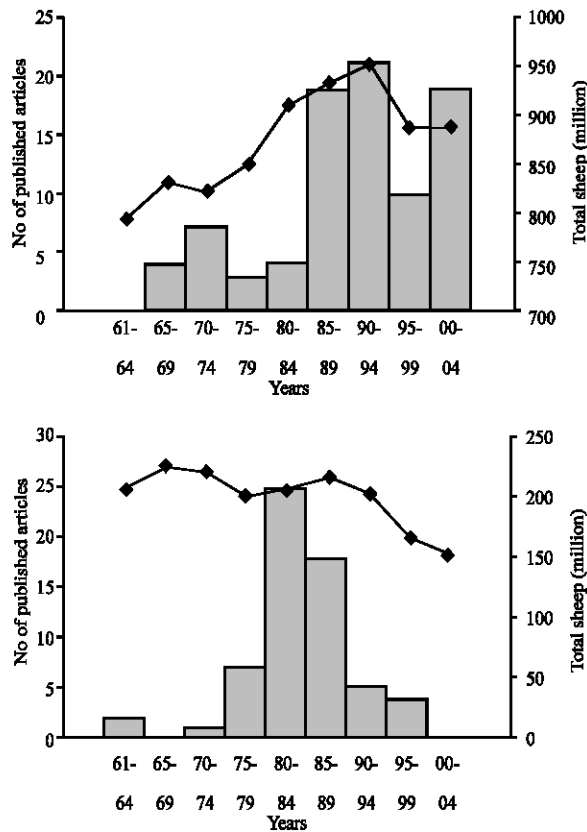 No of published articles
25
20
15
10
5
0
1000
950
900
850
800
750
700
Total sheep (million)
61- 65- 70- 75- 80- 85- 90- 95- 00-
64 69 74 79 84 89 94 99 04
Years
No of published articles
30
25
20
15
10
5
0
250
200
150
100
50
0
Total sheep (million)
61- 65- 70- 75- 80- 85- 90- 95- 00-
64 69 74 79 84 89 94 99 04
Years